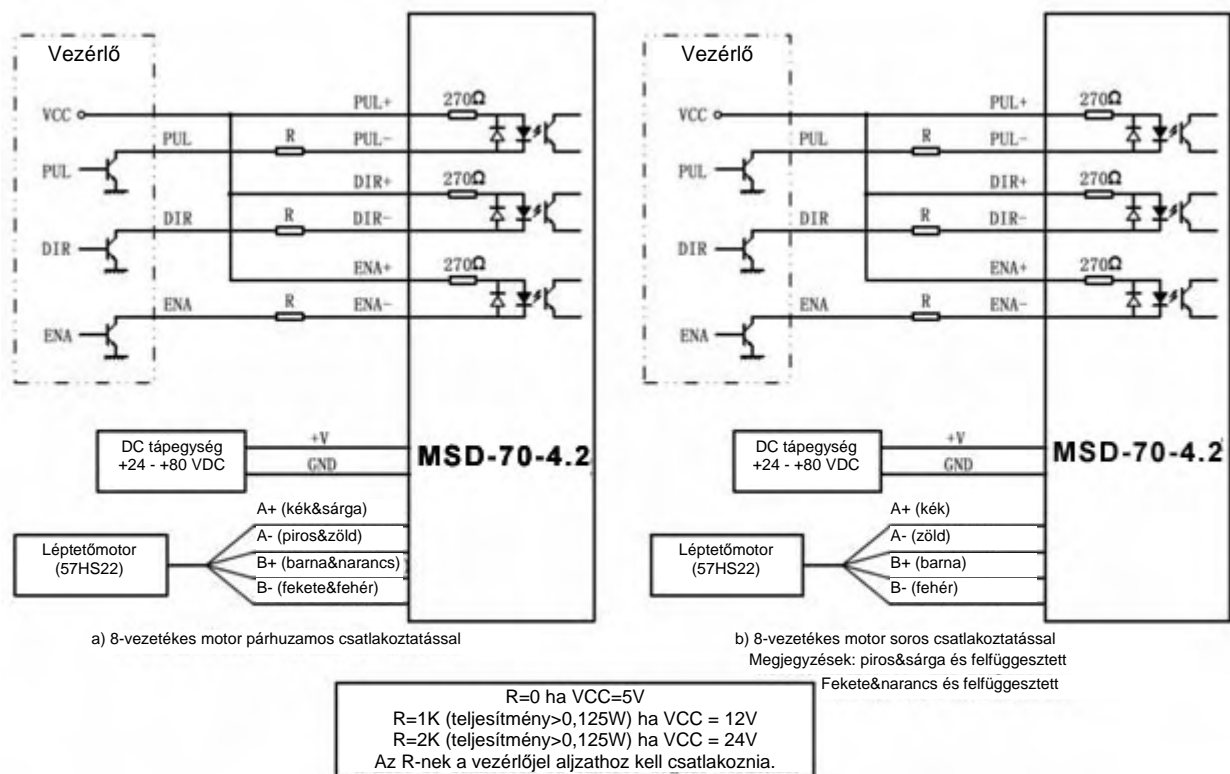 Vezérlő
VCC
PUL+
270Ω
PUL
R
PUL-
PUL
DIR+
270Ω
DIR
R
DIR-
DIR
ENA+
270Ω
ENA
R
ENA-
ENA
DC tápegység
+24 - +80 VDC
+V
GND
MSD-70-4.2
Léptetőmotor
(57HS22)
A+ (kék&sárga)
A- (piros&zöld)
B+ (barna&narancs)
B- (fekete&fehér)
a) 8-vezetékes motor párhuzamos csatlakoztatással
Vezérlő
VCC
PUL+
270Ω
PUL
R
PUL-
PUL
DIR+
270Ω
DIR
R
DIR-
DIR
ENA+
270Ω
ENA
R
ENA-
ENA
DC tápegység
+24 - +80 VDC
+V
GND
MSD-70-4.2
Léptetőmotor
(57HS22)
A+ (kék)
A- (zöld)
B+ (barna)
B- (fehér)
b) 8-vezetékes motor soros csatlakoztatással
Megjegyzések: piros&sárga és felfüggesztett
Fekete&narancs és felfüggesztett
R=0 ha VCC=5V
R=1K (teljesítmény>0,125W) ha VCC = 12V
R=2K (teljesítmény>0,125W) ha VCC = 24V
Az R-nek a vezérlőjel aljzathoz kell csatlakoznia.